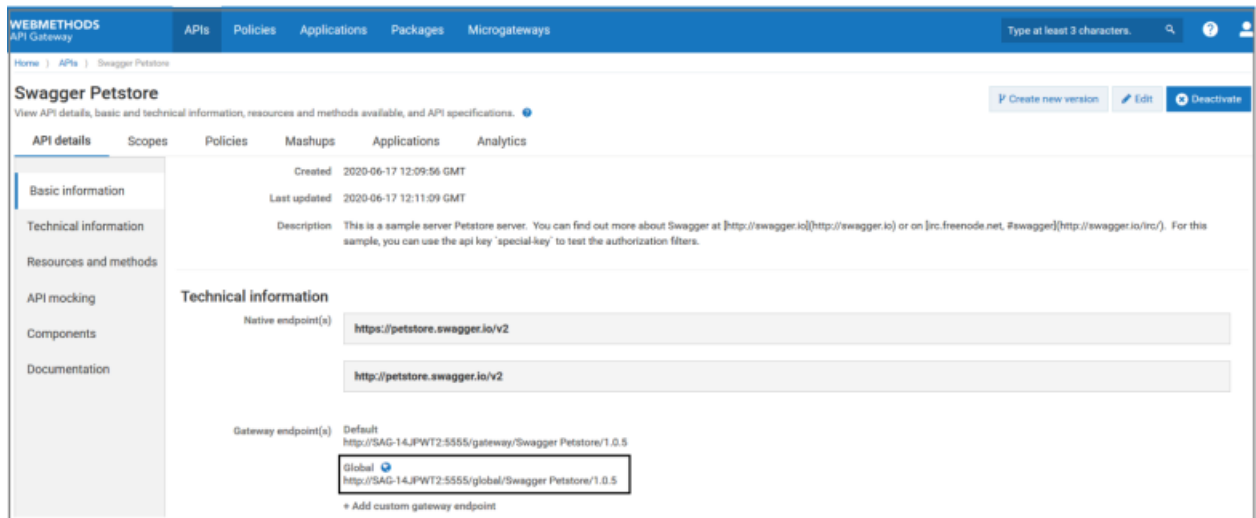 WEBMETHODS
API Gateway
APIs Policies Applications Packages Microgateways
Type at least 3 characters.
Home | APIs | Swagger Petstore
Swagger Petstore
View API details, basic and technical information, resources and methods available, and API specifications.
Create new version Edit Deactivate
API details Scopes Policies Mashups Applications Analytics
Basic information
Technical information
Resources and methods
API mocking
Components
Documentation
Created 2020-06-17 12:09:56 GMT
Last updated 2020-06-17 12:11:09 GMT
Description This is a sample server Petstore server. You can find out more about Swagger at [http://swagger.io](http://swagger.io) or on [irc.freenode.net, #swagger](http://swagger.io/irc/). For this
sample, you can use the api key `special-key` to test the authorization filters.
Technical information
Native endpoint(s)
https://petstore.swagger.io/v2
http://petstore.swagger.io/v2
Gateway endpoint(s) Default
http://SAG-14JPWT2:5555/gateway/Swagger Petstore/1.0.5
Global
http://SAG-14JPWT2:5555/global/Swagger Petstore/1.0.5
+ Add custom gateway endpoint